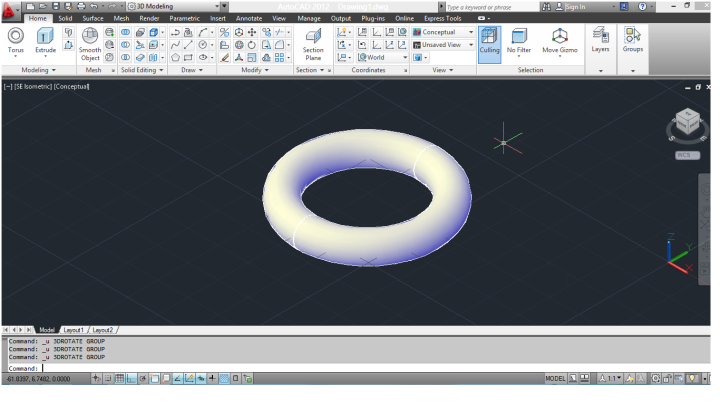 3D Modeling
AutoCAD 2012 Drawing1.dwg
Type a keyword or phrase
Sign In
Home Solid Surface Mesh Render Parametric Insert Annotate View Manage Output Plug-ins Online Express Tools
Torus Extrude Smooth Object Section Plane Conceptual Unsaved View World Culling No Filter Move Gizmo Layers Groups
Modeling Mesh Solid Editing Draw Modify Section Coordinates View Selection
[−] [SE Isometric] [Conceptual]
S E
WCS
Z
Y
X
Model Layout1 Layout2
Command: _u 3DROTATE GROUP
Command: _u 3DROTATE GROUP
Command: _u 3DROTATE GROUP
Command:
-61.8397, 6.7482, 0.0000 MODEL 1:1